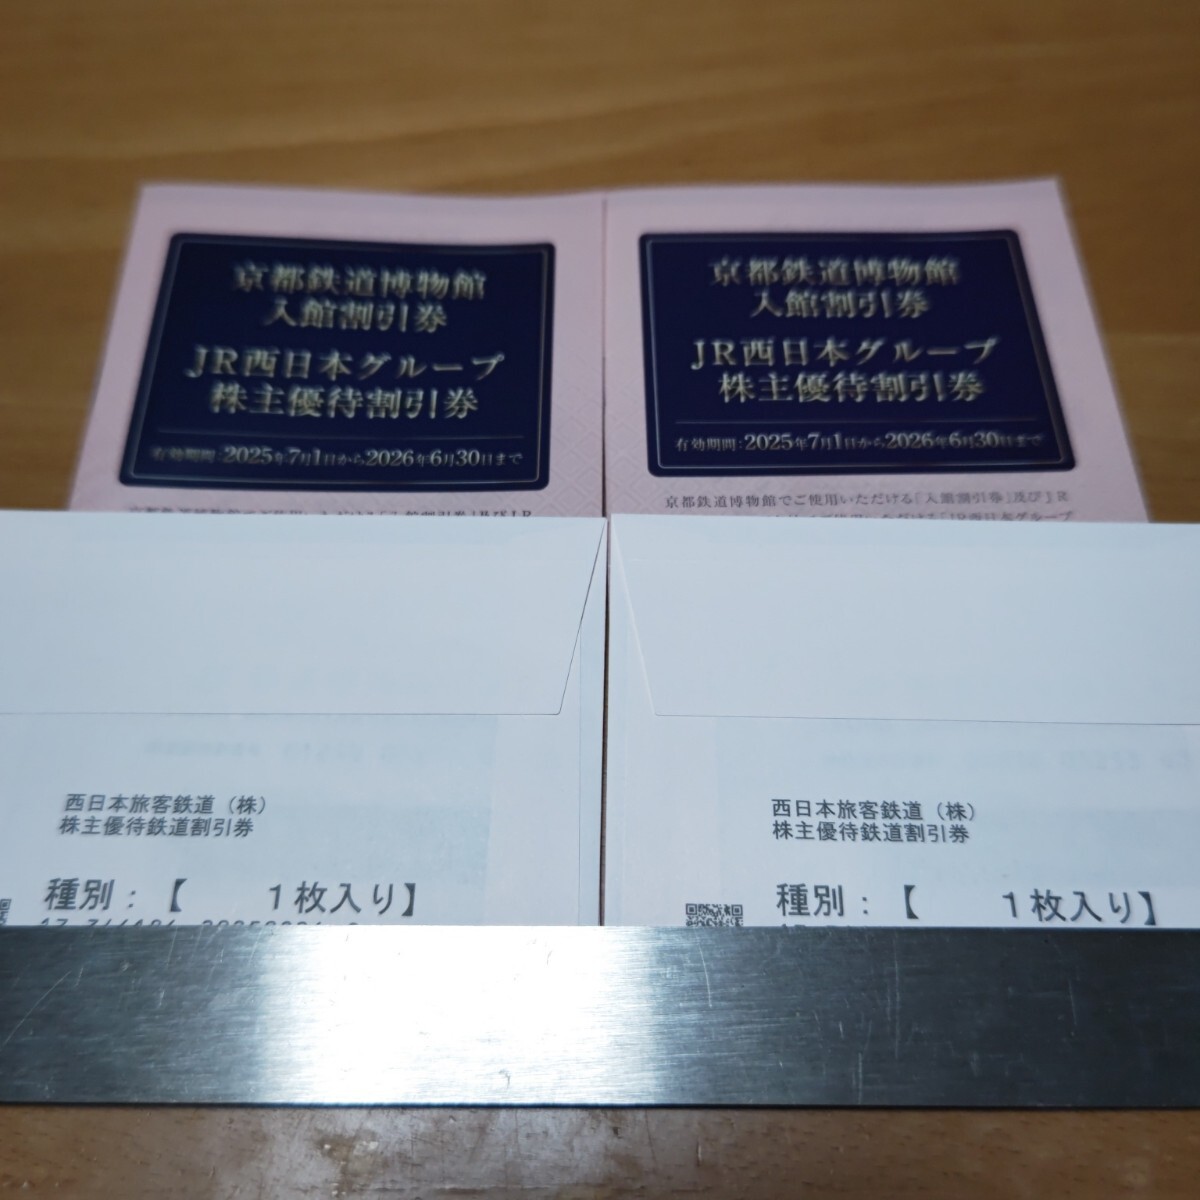 京都鉄道博物館
入館割引券
JR西日本グループ
株主優待割引券
有効期間：2025年7月1日から2026年6月30日まで
京都鉄道博物館
入館割引券
JR西日本グループ
株主優待割引券
有効期間：2025年7月1日から2026年6月30日まで
京都鉄道博物館でご使用いただける「入館割引券」及びJR
西日本旅客鉄道（株）
株主優待鉄道割引券
種別：【　　1枚入り】
西日本旅客鉄道（株）
株主優待鉄道割引券
種別：【　　1枚入り】